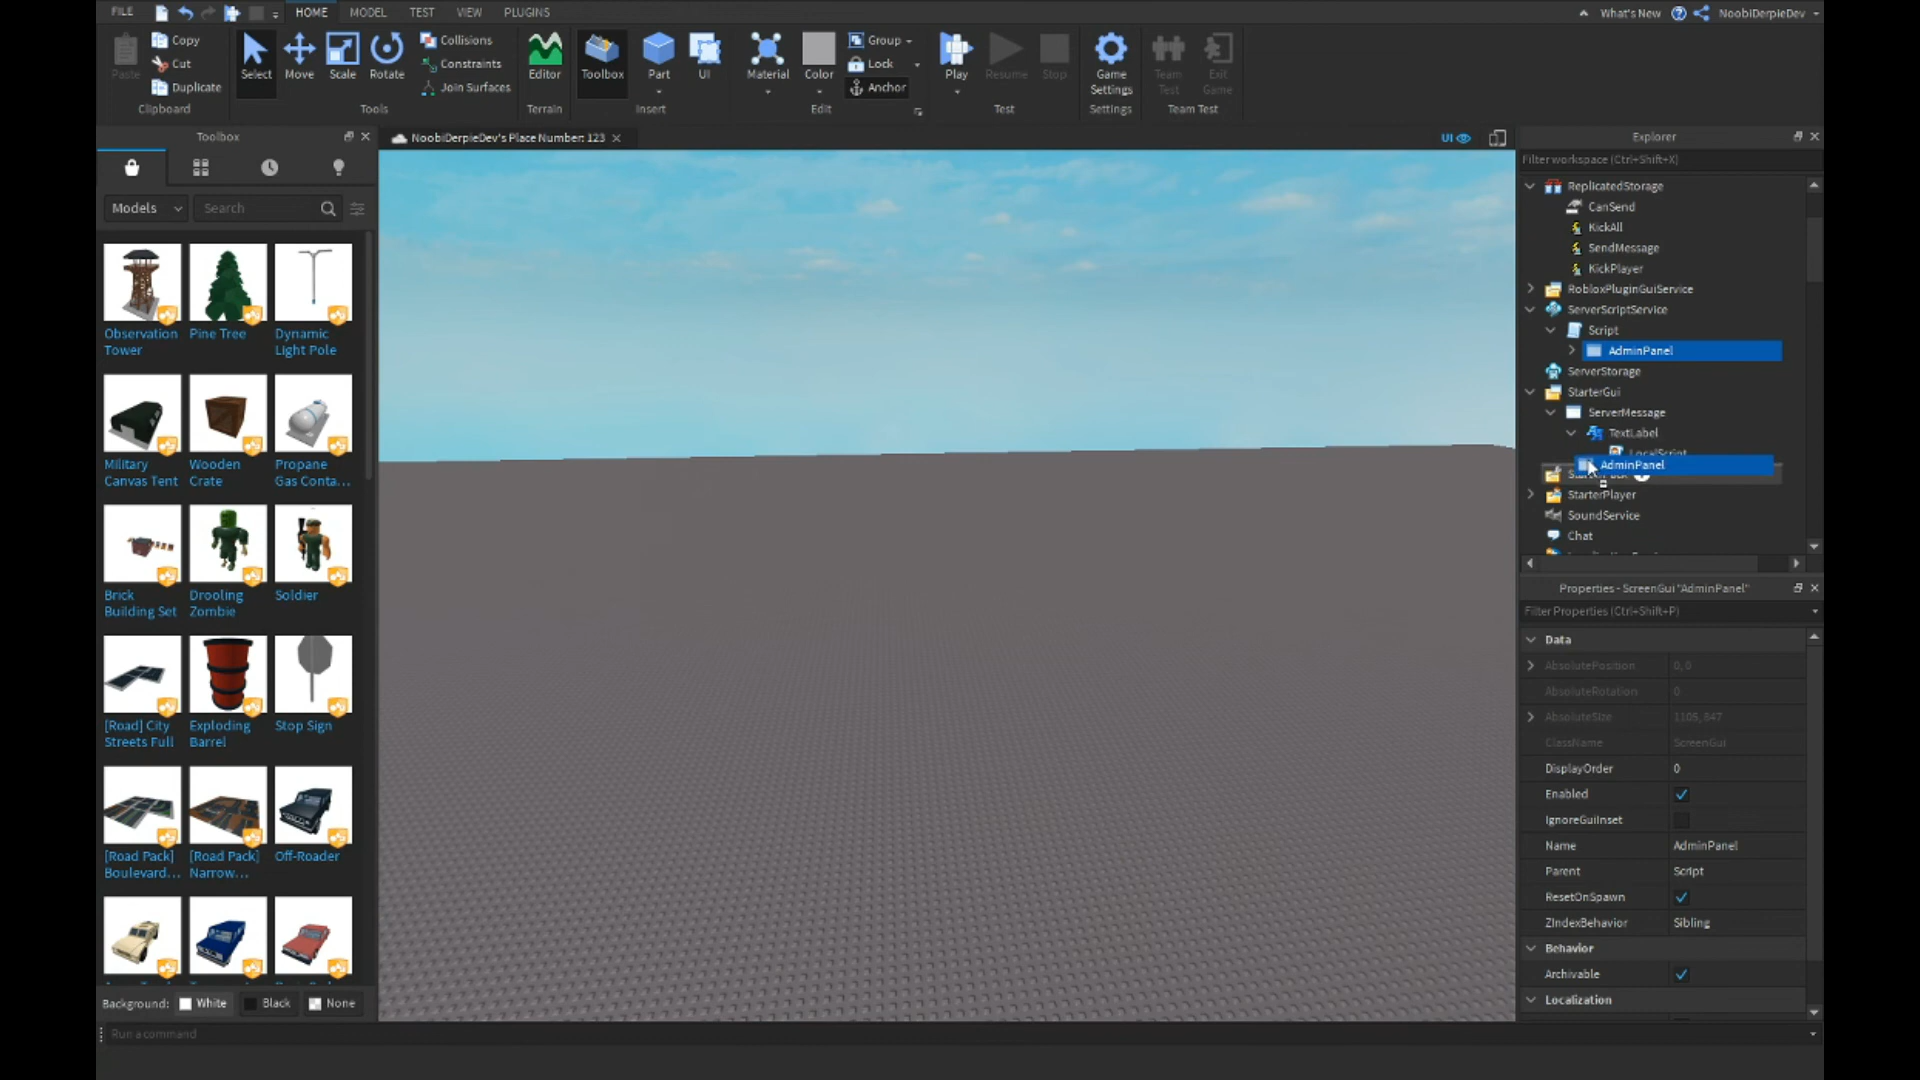 FILE HOME MODEL TEST VIEW PLUGINS What's New NoobiDerpieDev
Paste Copy Cut Duplicate
Clipboard
Select Move Scale Rotate Collisions Constraints Join Surfaces
Tools
Editor
Terrain
Toolbox Part UI
Insert
Material Color Group Lock Anchor
Edit
Play Resume Stop
Test
Game Settings
Settings
Team Test Exit Game
Team Test
Toolbox
Models Search
Observation Tower
Pine Tree
Dynamic Light Pole
Military Canvas Tent
Wooden Crate
Propane Gas Conta...
Brick Building Set
Drooling Zombie
Soldier
[Road] City Streets Full
Exploding Barrel
Stop Sign
[Road Pack] Boulevard...
[Road Pack] Narrow...
Off-Roader
Background: White Black None
Run a command
NoobiDerpieDev's Place Number: 123
UI
Explorer
Filter workspace (Ctrl+Shift+X)
ReplicatedStorage
CanSend
KickAll
SendMessage
KickPlayer
RobloxPluginGuiService
ServerScriptService
Script
AdminPanel
ServerStorage
StarterGui
ServerMessage
TextLabel
LocalScript
AdminPanel
StarterPlayer
SoundService
Chat
Properties - ScreenGui "AdminPanel"
Filter Properties (Ctrl+Shift+P)
Data
AbsolutePosition 0, 0
AbsoluteRotation 0
AbsoluteSize 1105, 847
ClassName ScreenGui
DisplayOrder 0
Enabled
IgnoreGuiInset
Name AdminPanel
Parent Script
ResetOnSpawn
ZIndexBehavior Sibling
Behavior
Archivable
Localization